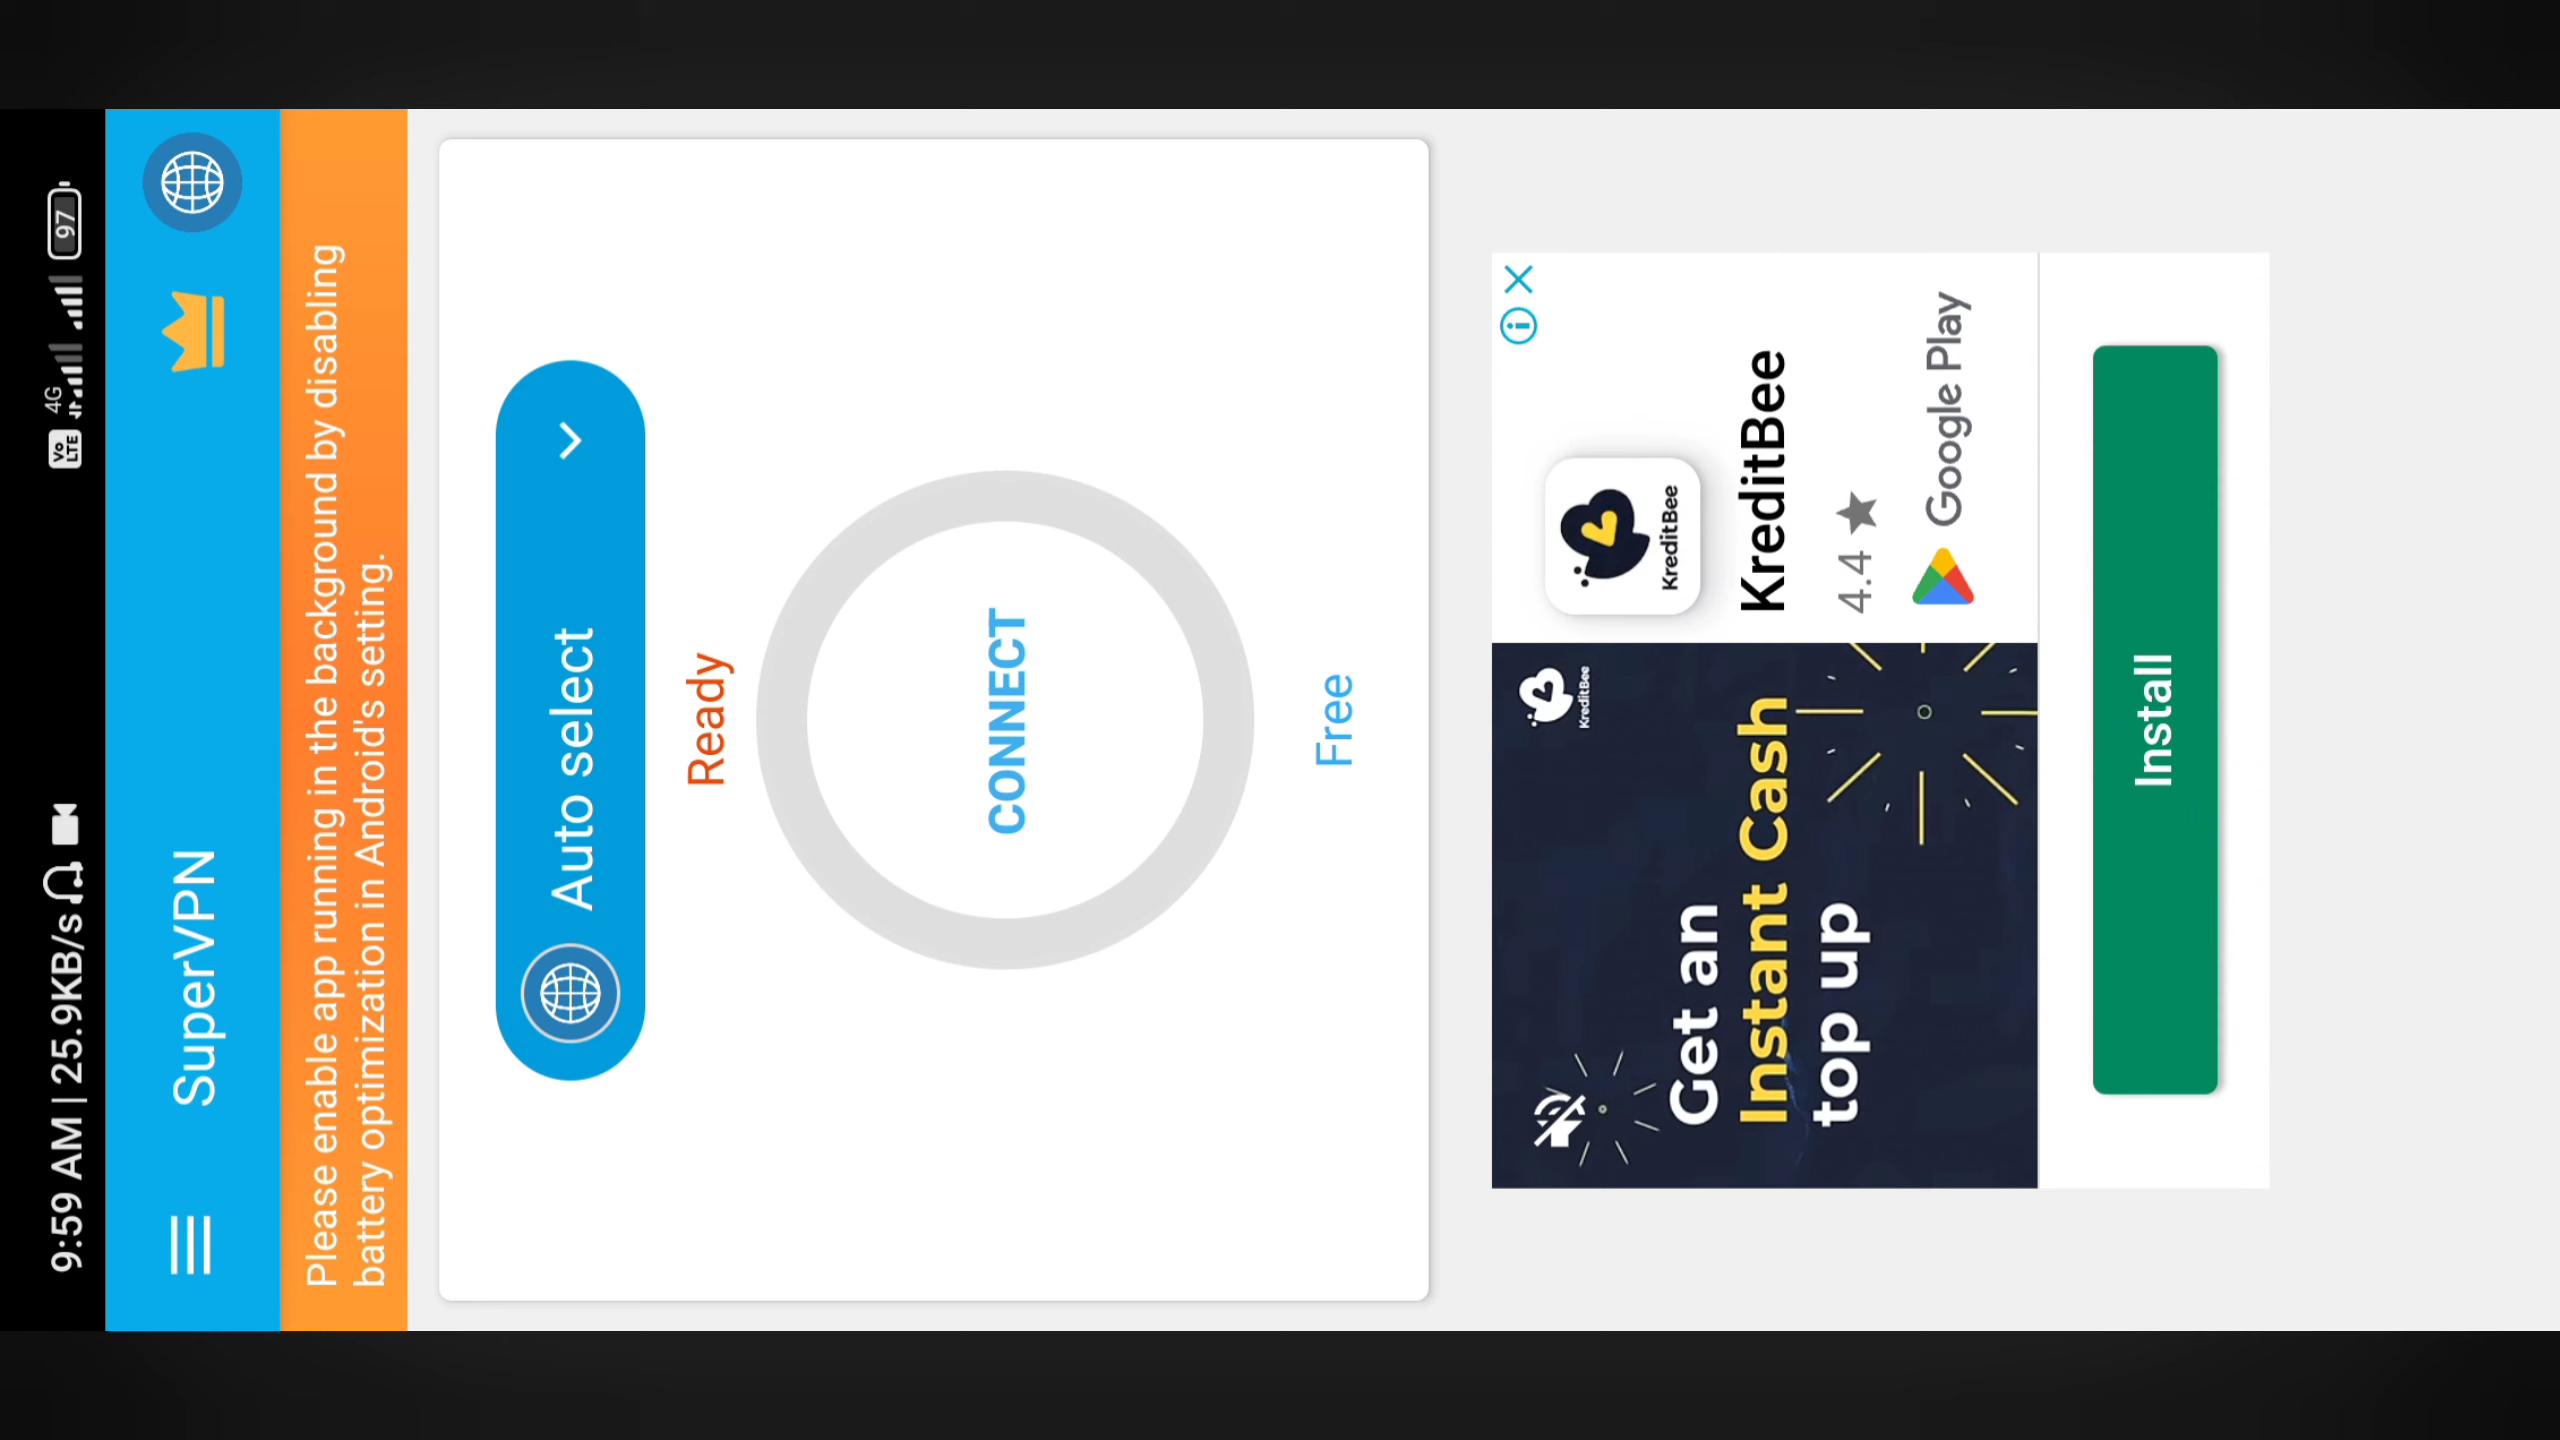 9:59 AM | 25.9KB/s
Vo LTE 4G 97
SuperVPN
Please enable app running in the background by disabling
battery optimization in Android's setting.
Auto select
Ready
CONNECT
Free
KreditBee
Get an
Instant Cash
top up
KreditBee
KreditBee
4.4 ★
Google Play
Install